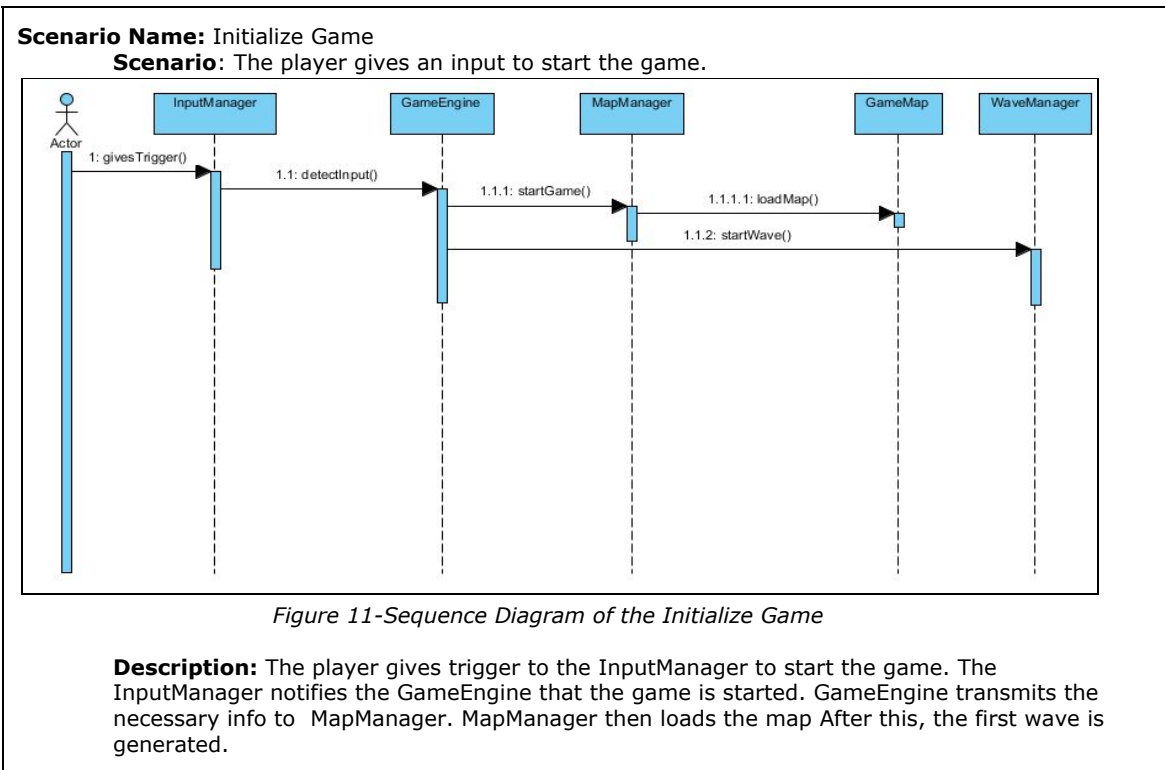 Scenario Name: Initialize Game
Scenario: The player gives an input to start the game.
InputManager
GameEngine
MapManager
GameMap
WaveManager
Actor
1: givesTrigger()
1.1: detectInput()
1.1.1: startGame()
1.1.1.1: loadMap()
1.1.2: startWave()
Figure 11-Sequence Diagram of the Initialize Game
Description: The player gives trigger to the InputManager to start the game. The
InputManager notifies the GameEngine that the game is started. GameEngine transmits the
necessary info to MapManager. MapManager then loads the map After this, the first wave is
generated.